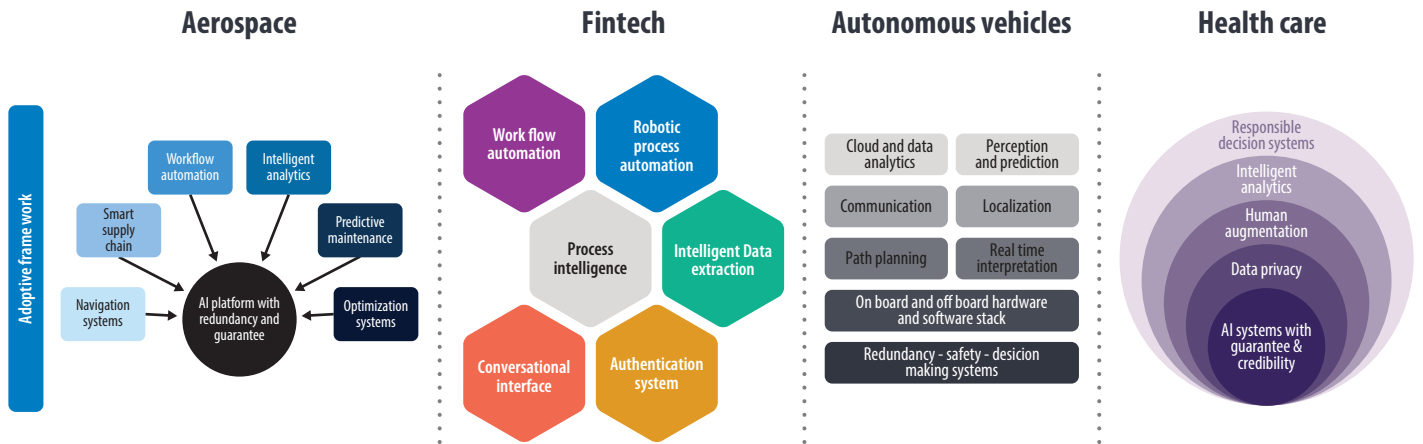 Aerospace
Fintech
Autonomous vehicles
Health care
Adoptive frame work
Workflow
automation
Intelligent
analytics
Smart
supply
chain
Predictive
maintenance
Navigation
systems
AI platform with
redundancy and
guarantee
Optimization
systems
Work flow
automation
Robotic
process
automation
Process
intelligence
Intelligent Data
extraction
Conversational
interface
Authentication
system
Cloud and data
analytics
Perception
and prediction
Communication
Localization
Path planning
Real time
interpretation
On board and off board hardware
and software stack
Redundancy - safety - desicion
making systems
Responsible
decision systems
Intelligent
analytics
Human
augmentation
Data privacy
AI systems with
guarantee &
credibility